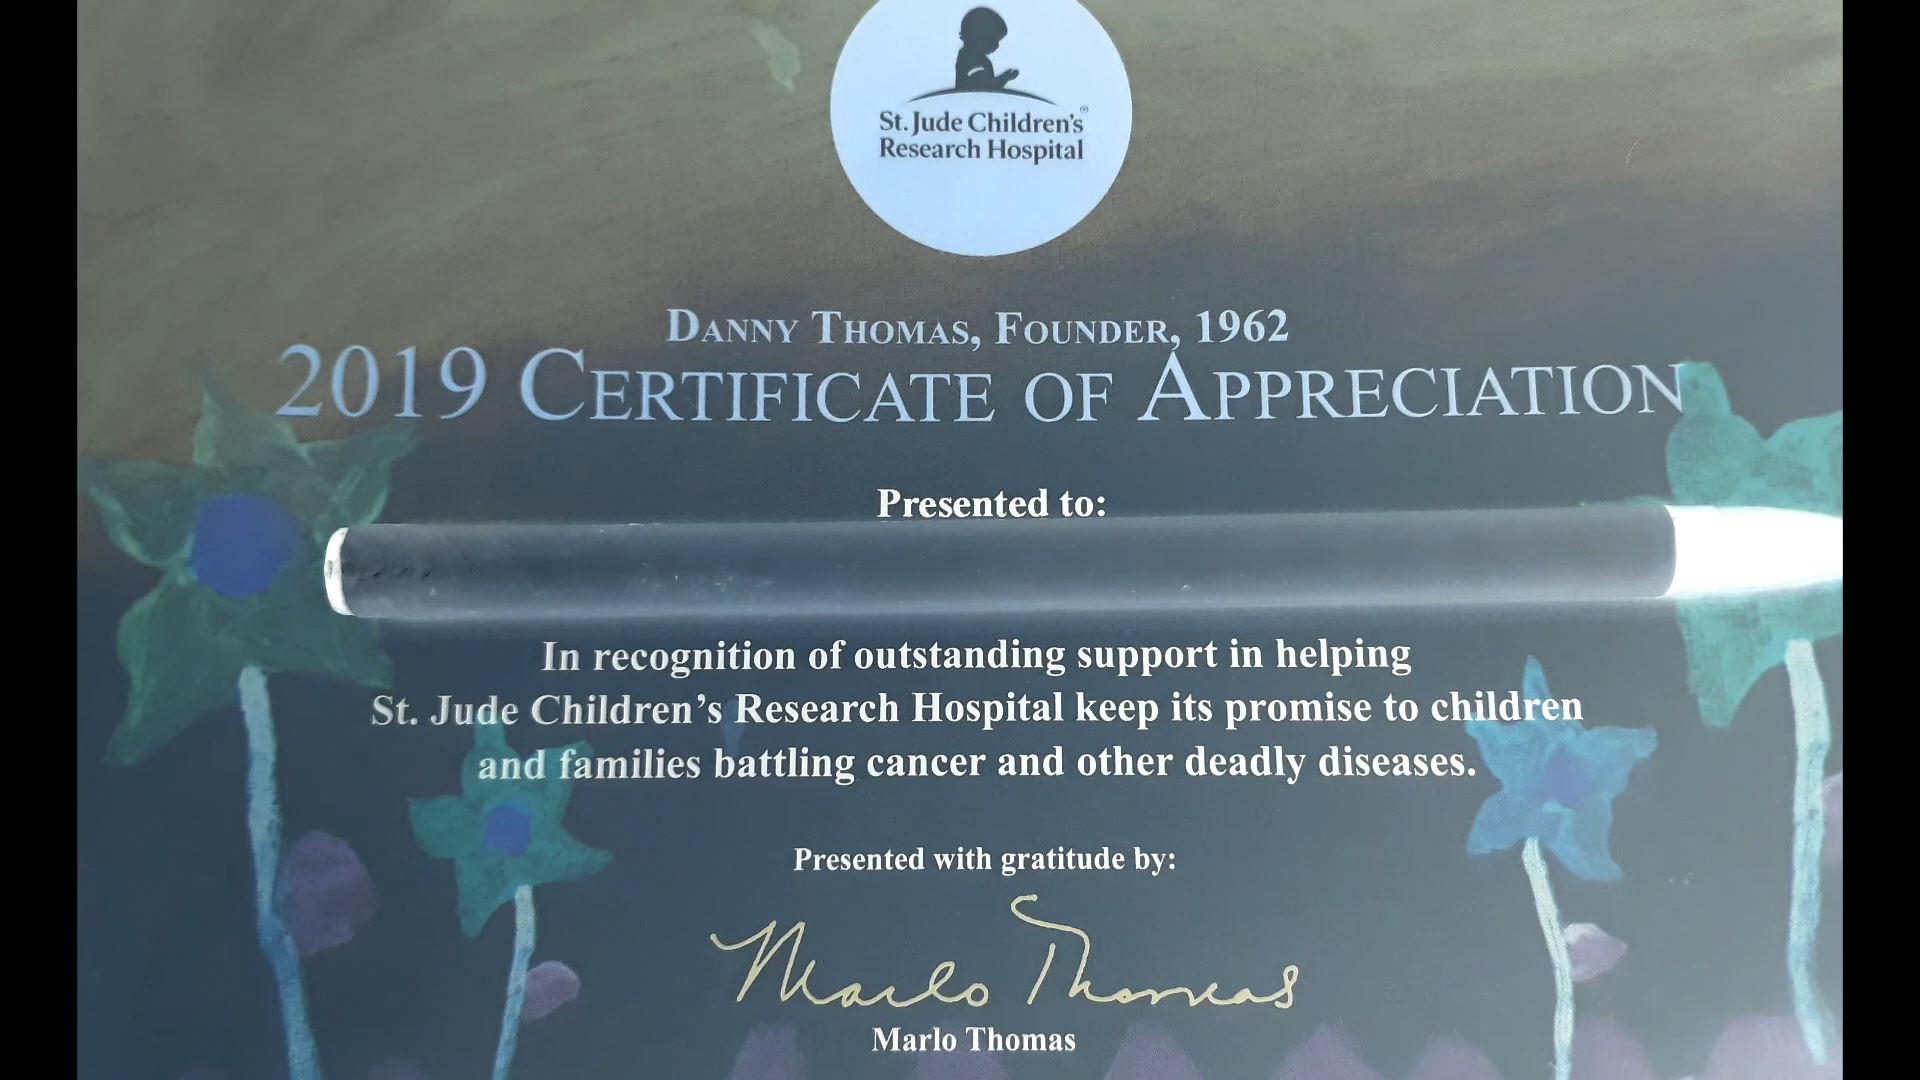 St. Jude Children's®
Research Hospital
DANNY THOMAS, FOUNDER, 1962
2019 CERTIFICATE OF APPRECIATION
Presented to:
In recognition of outstanding support in helping
St. Jude Children’s Research Hospital keep its promise to children
and families battling cancer and other deadly diseases.
Presented with gratitude by:
Marlo Thomas
Marlo Thomas